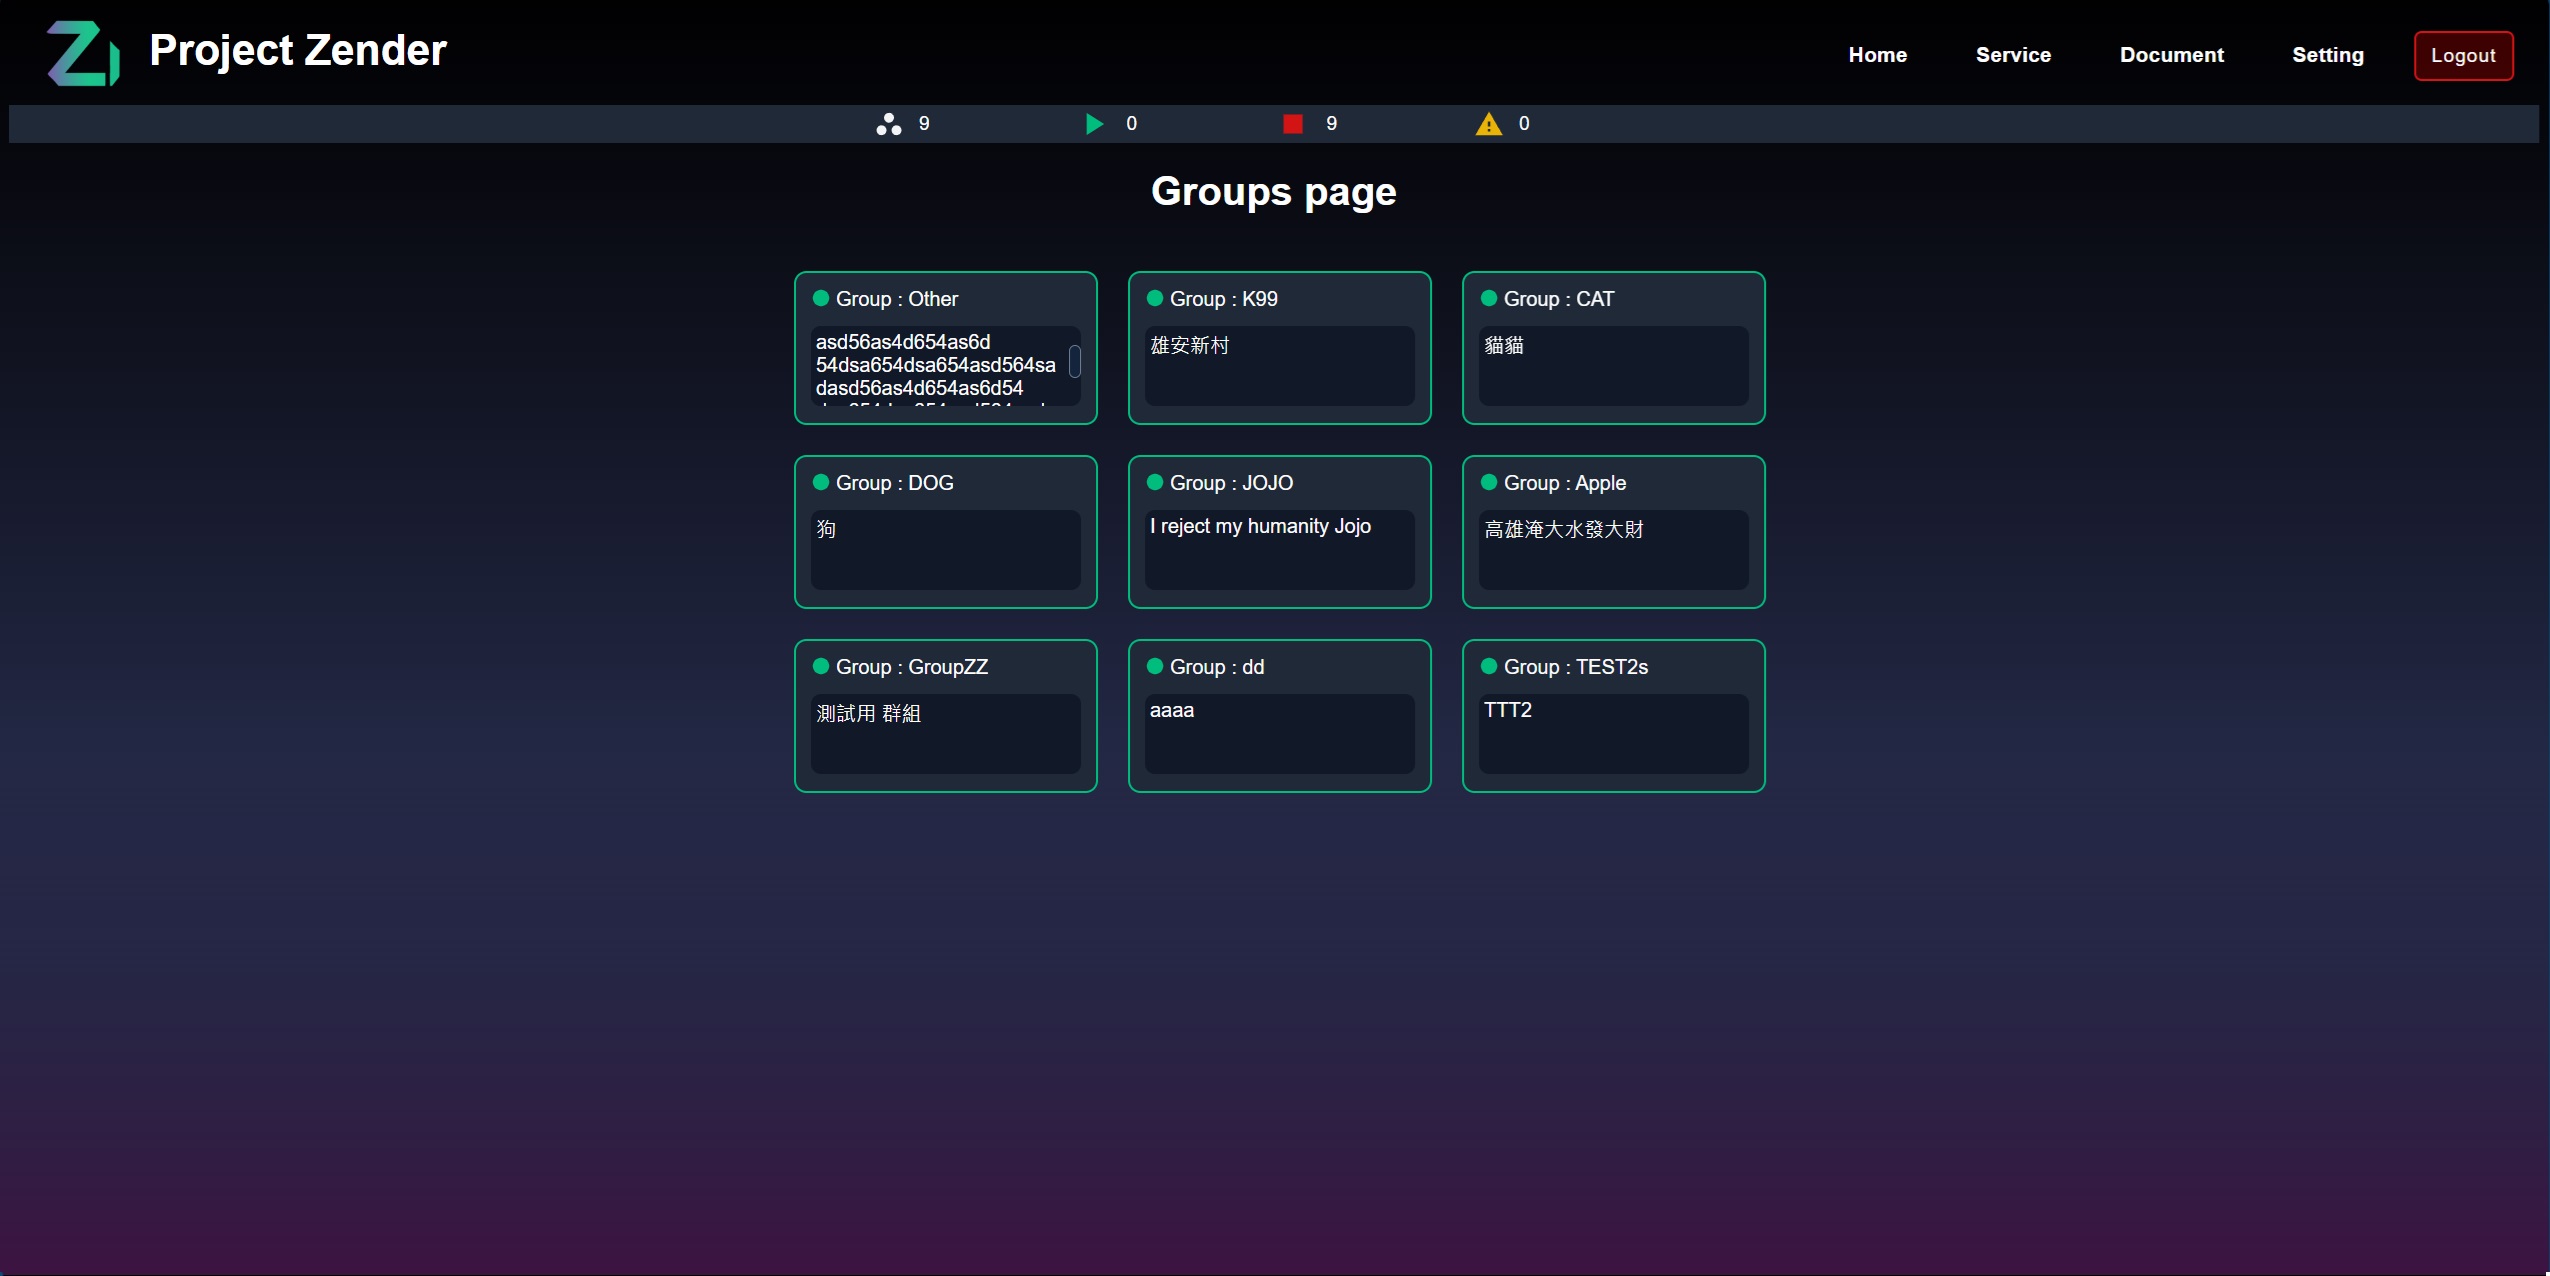 Project Zender
Home Service Document Setting Logout
9 0 9 0
Groups page
Group : Other
asd56as4d654as6d
54dsa654dsa654asd564sa
dasd56as4d654as6d54
Group : K99
雄安新村
Group : CAT
貓貓
Group : DOG
狗
Group : JOJO
I reject my humanity Jojo
Group : Apple
高雄淹大水發大財
Group : GroupZZ
測試用 群組
Group : dd
aaaa
Group : TEST2s
TTT2